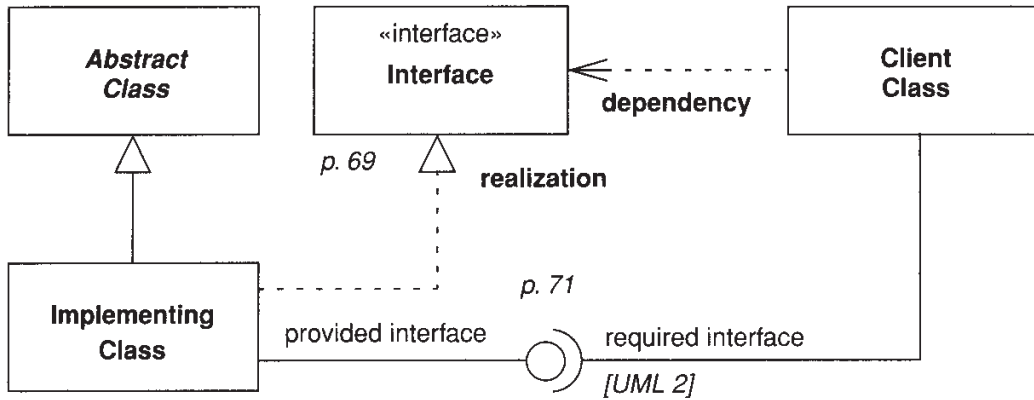 Abstract
Class
«interface»
Interface
Client
Class
dependency
p. 69
realization
Implementing
Class
p. 71
provided interface
required interface
[UML 2]